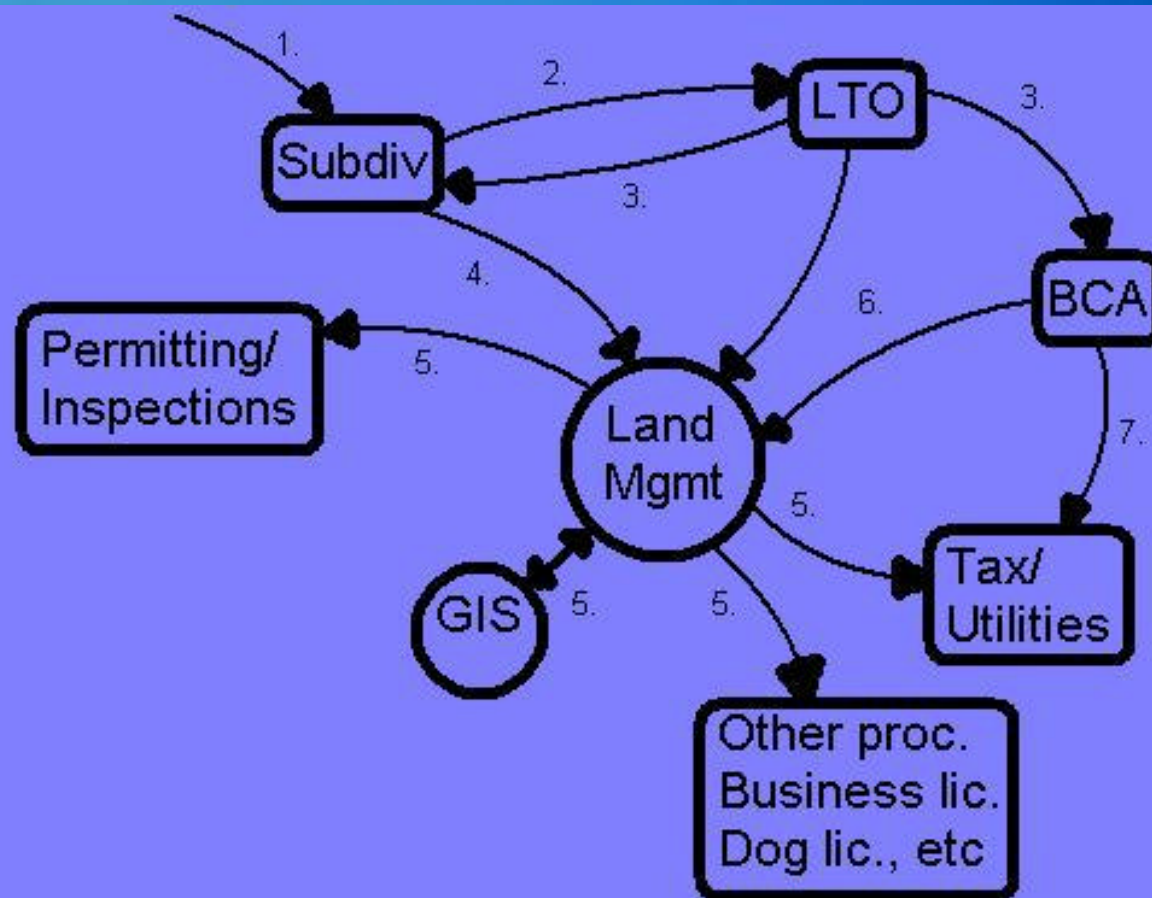 1.
2.
LTO
3.
Subdiv
3.
4.
6.
BCA
Permitting/
Inspections
5.
Land
Mgmt
7.
5.
Tax/
Utilities
GIS
5.
5.
Other proc.
Business lic.
Dog lic., etc